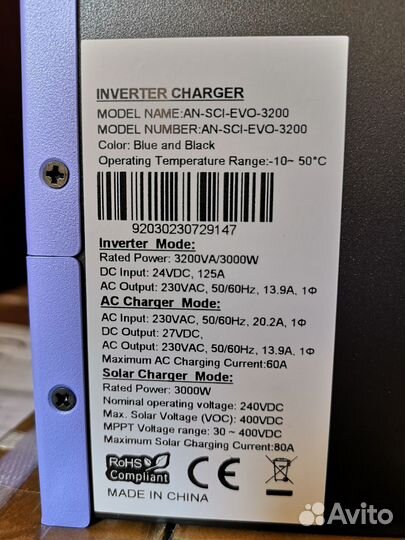 INVERTER CHARGER
MODEL NAME:AN-SCI-EVO-3200
MODEL NUMBER:AN-SCI-EVO-3200
Color: Blue and Black
Operating Temperature Range:-10~ 50°C
92030230729147
Inverter Mode:
Rated Power: 3200VA/3000W
DC Input: 24VDC, 125A
AC Output: 230VAC, 50/60Hz, 13.9A, 1Φ
AC Charger Mode:
AC Input: 230VAC, 50/60Hz, 20.2A, 1Φ
DC Output: 27VDC,
AC Output: 230VAC, 50/60Hz, 13.9A, 1Φ
Maximum AC Charging Current:60A
Solar Charger Mode:
Rated Power: 3000W
Nominal operating voltage: 240VDC
Max. Solar Voltage (VOC): 400VDC
MPPT Voltage range: 30 ~ 400VDC
Maximum Solar Charging Current:80A
RoHS
Compliant
CE
MADE IN CHINA
Avito